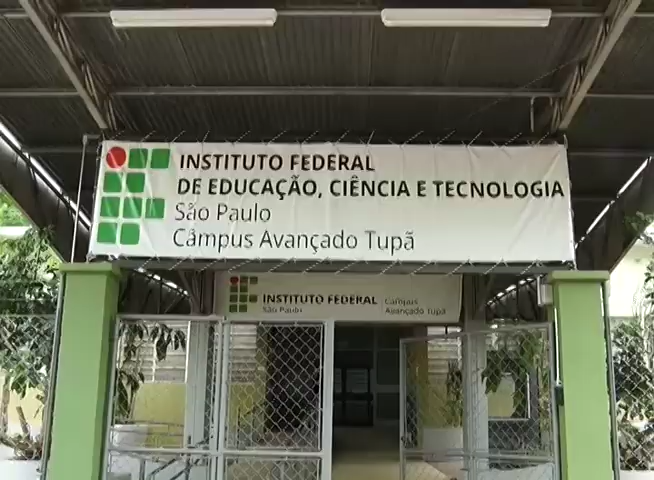 INSTITUTO FEDERAL
DE EDUCAÇÃO, CIÊNCIA E TECNOLOGIA
São Paulo
Câmpus Avançado Tupã
INSTITUTO FEDERAL
São Paulo
Câmpus
Avançado Tupã